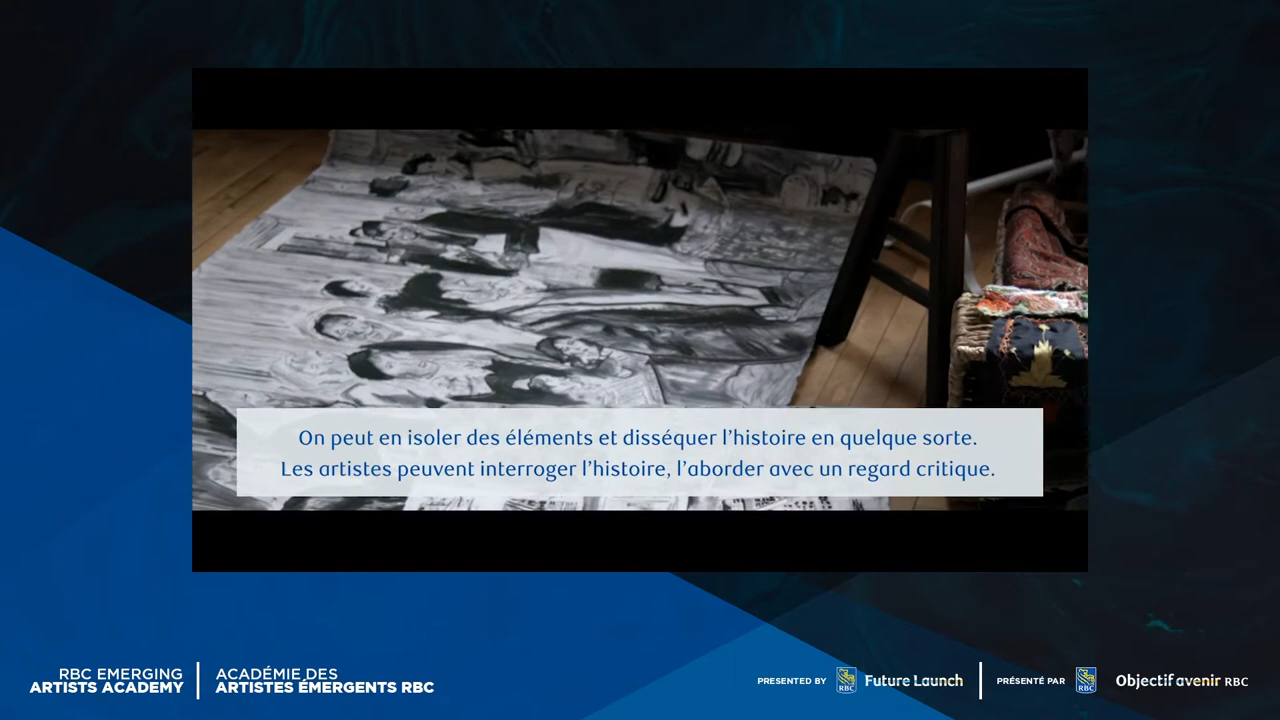 On peut en isoler des éléments et disséquer l’histoire en quelque sorte.
Les artistes peuvent interroger l’histoire, l’aborder avec un regard critique.
RBC EMERGING
ARTISTS ACADEMY
ACADÉMIE DES
ARTISTES ÉMERGENTS RBC
PRESENTED BY
RBC
Future Launch
PRÉSENTÉ PAR
RBC
Objectif avenir RBC